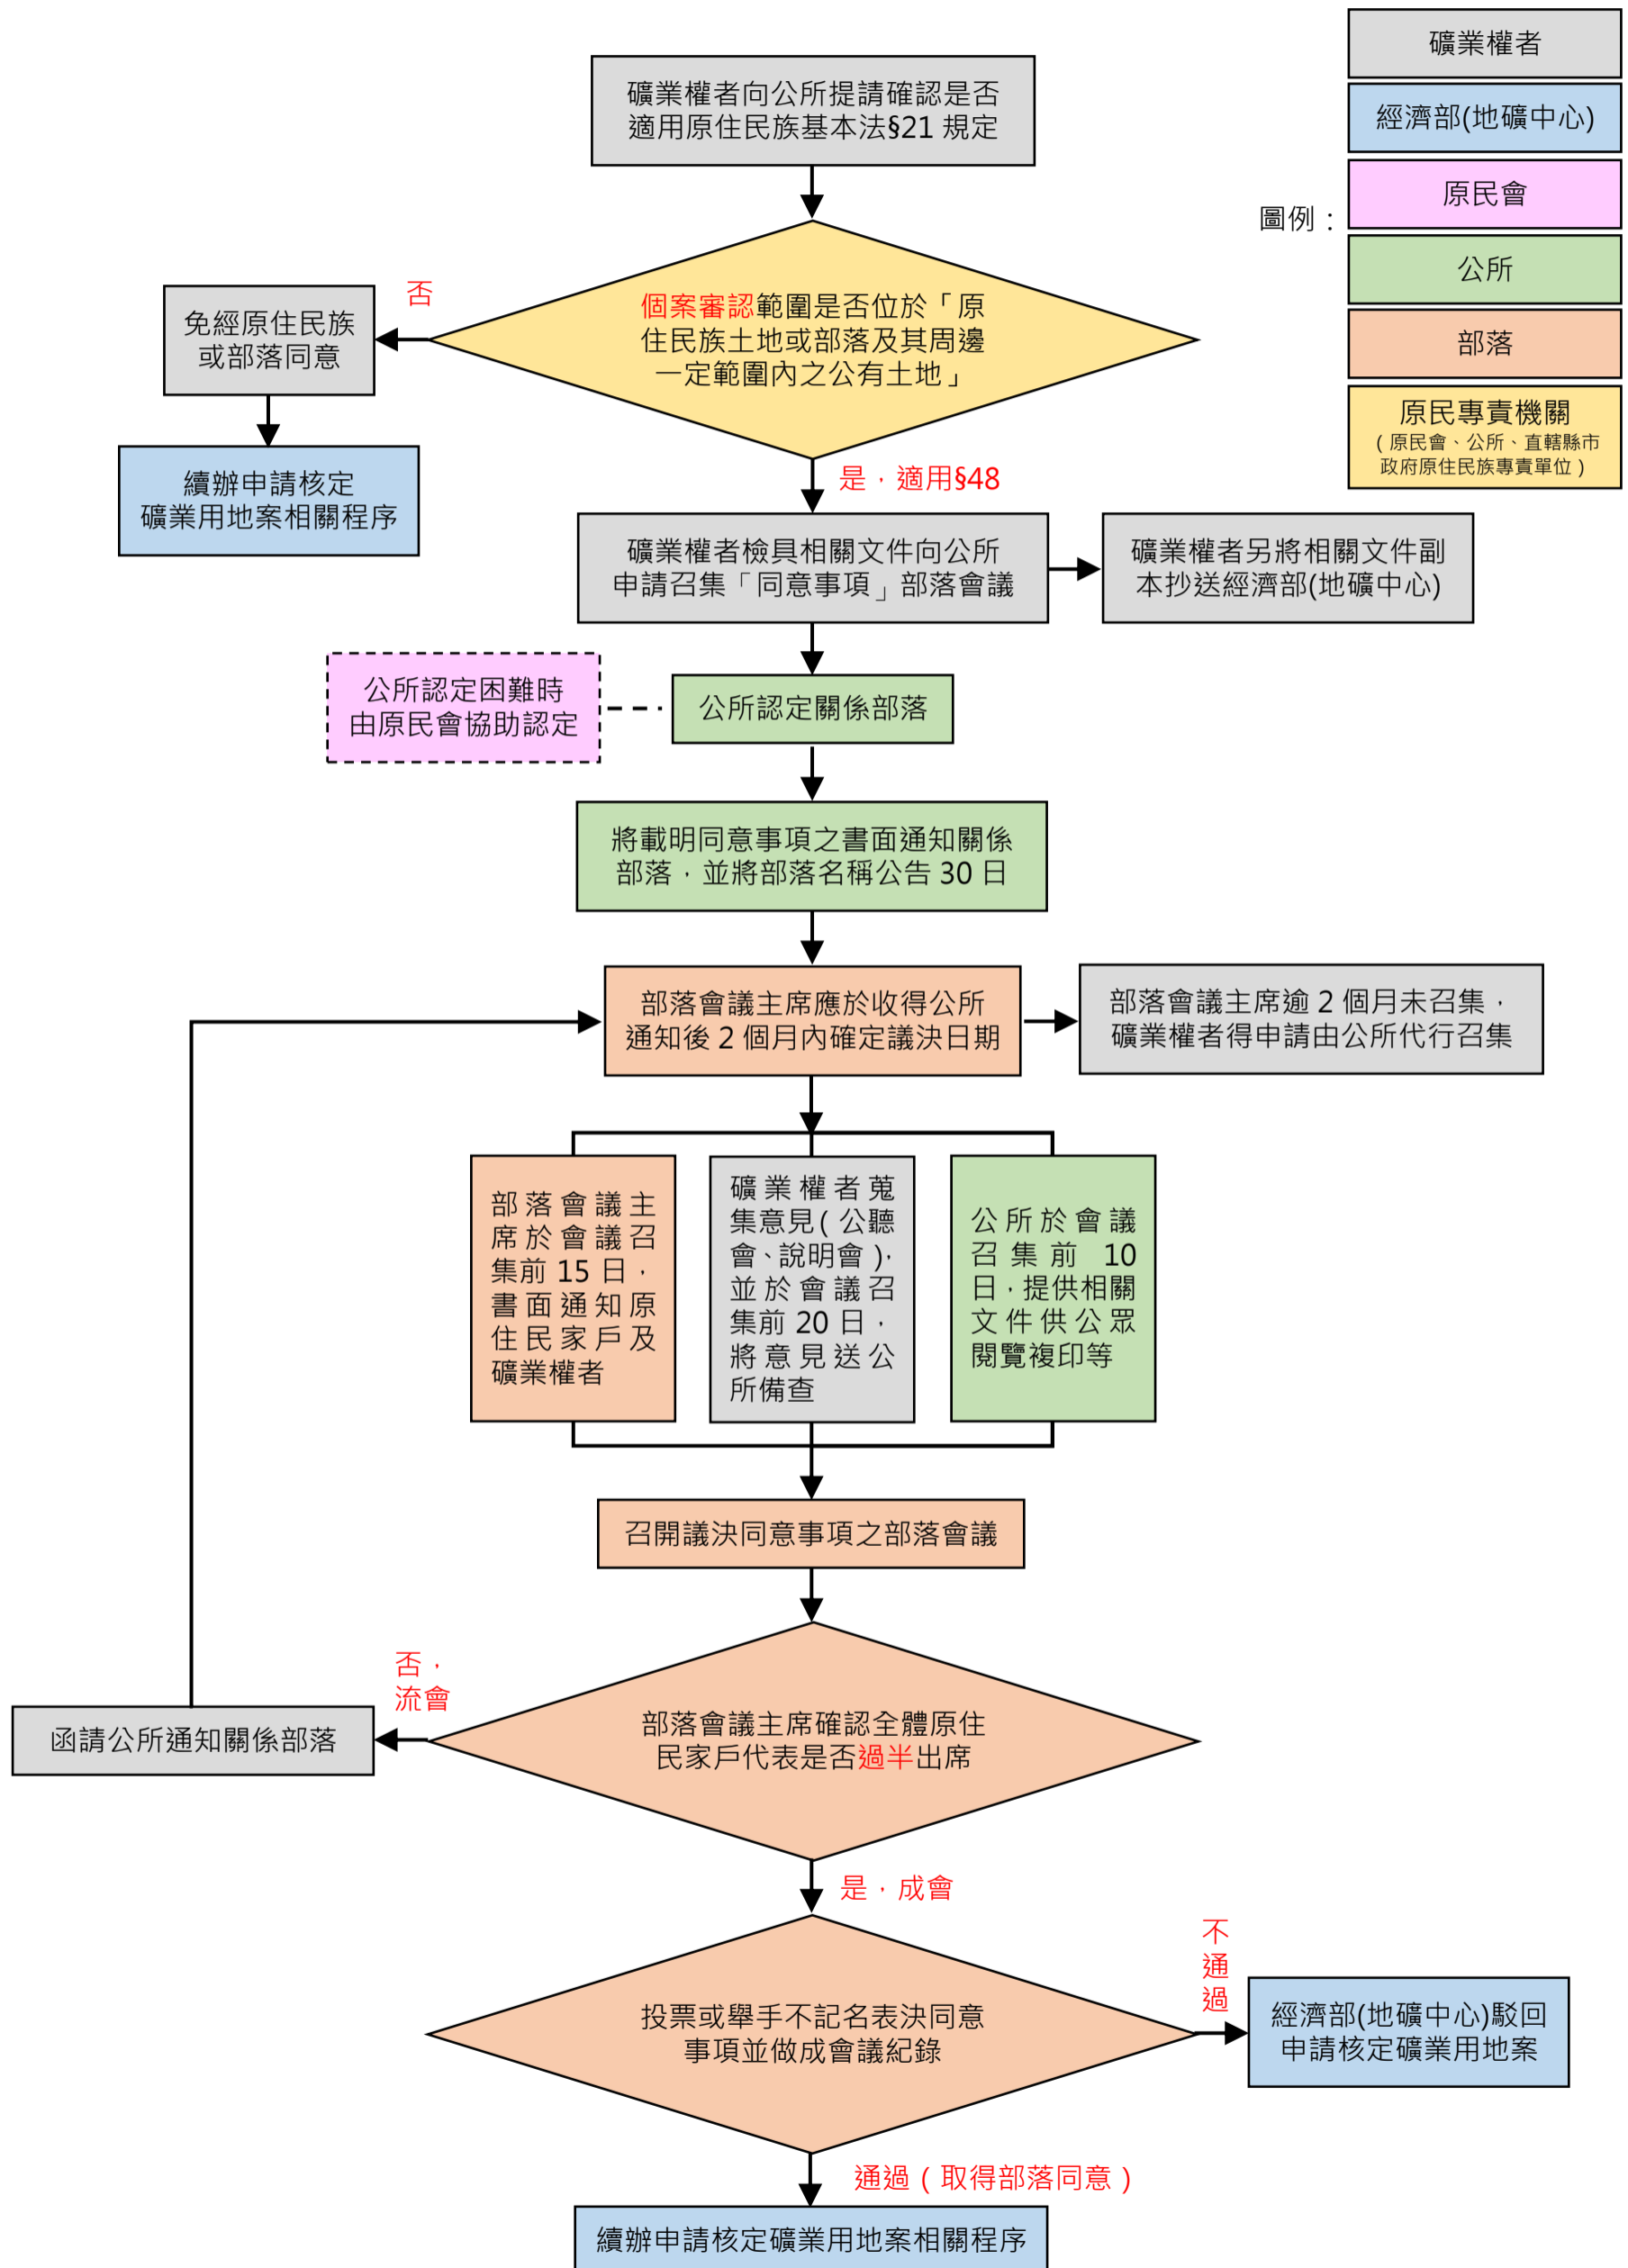 礦業權者向公所提請確認是否
適用原住民族基本法§21 規定
圖例：
礦業權者
經濟部(地礦中心)
原民會
公所
部落
原民專責機關
(原民會、公所、直轄縣市
政府原住民族專責單位)
個案審認範圍是否位於「原
住民族土地或部落及其周邊
一定範圍內之公有土地」
否
免經原住民族
或部落同意
續辦申請核定
礦業用地案相關程序
是，適用§48
礦業權者檢具相關文件向公所
申請召集「同意事項」部落會議
礦業權者另將相關文件副
本抄送經濟部(地礦中心)
公所認定關係部落
公所認定困難時
由原民會協助認定
將載明同意事項之書面通知關係
部落，並將部落名稱公告 30 日
部落會議主席應於收得公所
通知後 2 個月內確定議決日期
部落會議主席逾 2 個月未召集，
礦業權者得申請由公所代行召集
部落會議主
席於會議召
集前 15 日，
書面通知原
住民家戶及
礦業權者
礦業權者蒐
集意見(公聽
會、說明會)，
並於會議召
集前 20 日，
將意見送公
所備查
公所於會議
召集前 10
日，提供相關
文件供公眾
閱覽複印等
召開議決同意事項之部落會議
部落會議主席確認全體原住
民家戶代表是否過半出席
否，
流會
函請公所通知關係部落
是，成會
投票或舉手不記名表決同意
事項並做成會議紀錄
不
通
過
經濟部(地礦中心)駁回
申請核定礦業用地案
通過(取得部落同意)
續辦申請核定礦業用地案相關程序